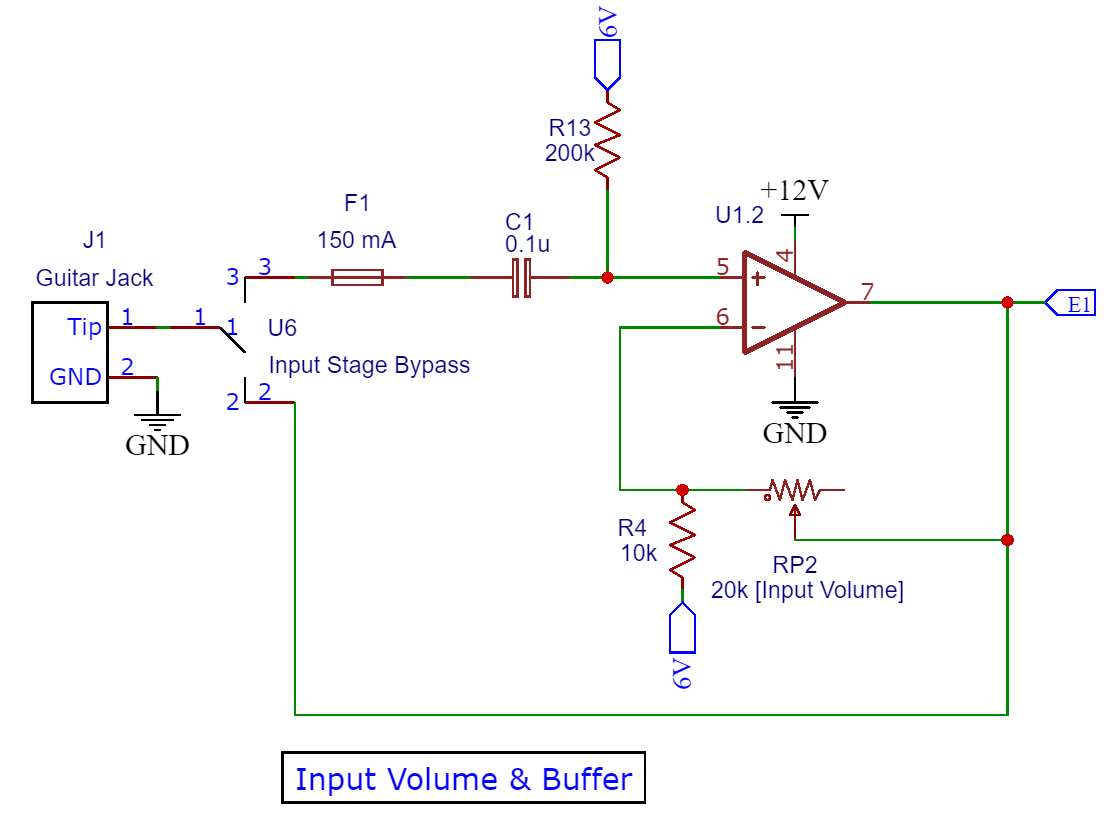 6V
R13
200k
+12V
U1.2
F1
150 mA
C1
0.1u
J1
Guitar Jack
Tip
GND
1
2
GND
1
1
3
3
2
2
U6
Input Stage Bypass
5
+
6
-
4
11
7
E1
GND
R4
10k
6V
RP2
20k [Input Volume]
Input Volume & Buffer